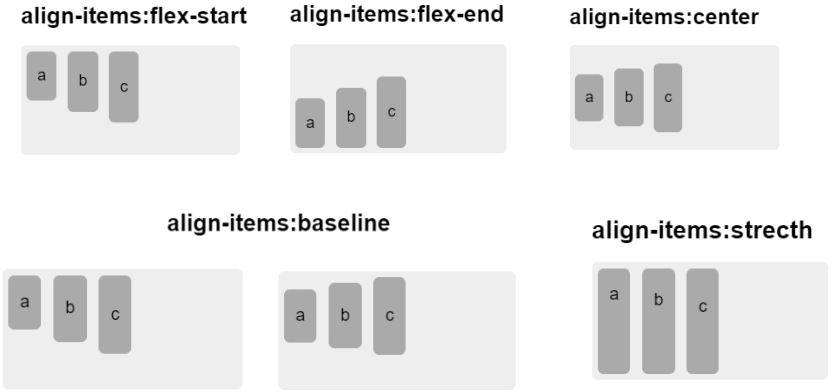 align-items:flex-start
align-items:flex-end
align-items:center
a b c
a b c
a b c
align-items:baseline
align-items:strecth
a b c
a b c
a b c